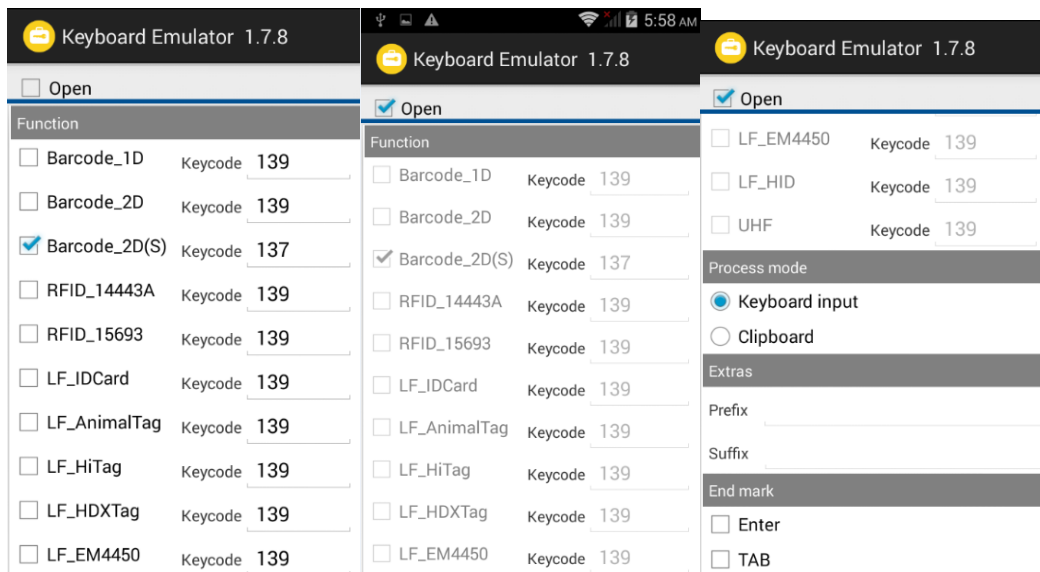 Keyboard Emulator 1.7.8
Open
Function
Barcode_1D Keycode 139
Barcode_2D Keycode 139
Barcode_2D(S) Keycode 137
RFID_14443A Keycode 139
RFID_15693 Keycode 139
LF_IDCard Keycode 139
LF_AnimalTag Keycode 139
LF_HiTag Keycode 139
LF_HDXTag Keycode 139
LF_EM4450 Keycode 139
5:58 AM
Keyboard Emulator 1.7.8
Open
Function
Barcode_1D Keycode 139
Barcode_2D Keycode 139
Barcode_2D(S) Keycode 137
RFID_14443A Keycode 139
RFID_15693 Keycode 139
LF_IDCard Keycode 139
LF_AnimalTag Keycode 139
LF_HiTag Keycode 139
LF_HDXTag Keycode 139
LF_EM4450 Keycode 139
Keyboard Emulator 1.7.8
Open
LF_EM4450 Keycode 139
LF_HID Keycode 139
UHF Keycode 139
Process mode
Keyboard input
Clipboard
Extras
Prefix
Suffix
End mark
Enter
TAB